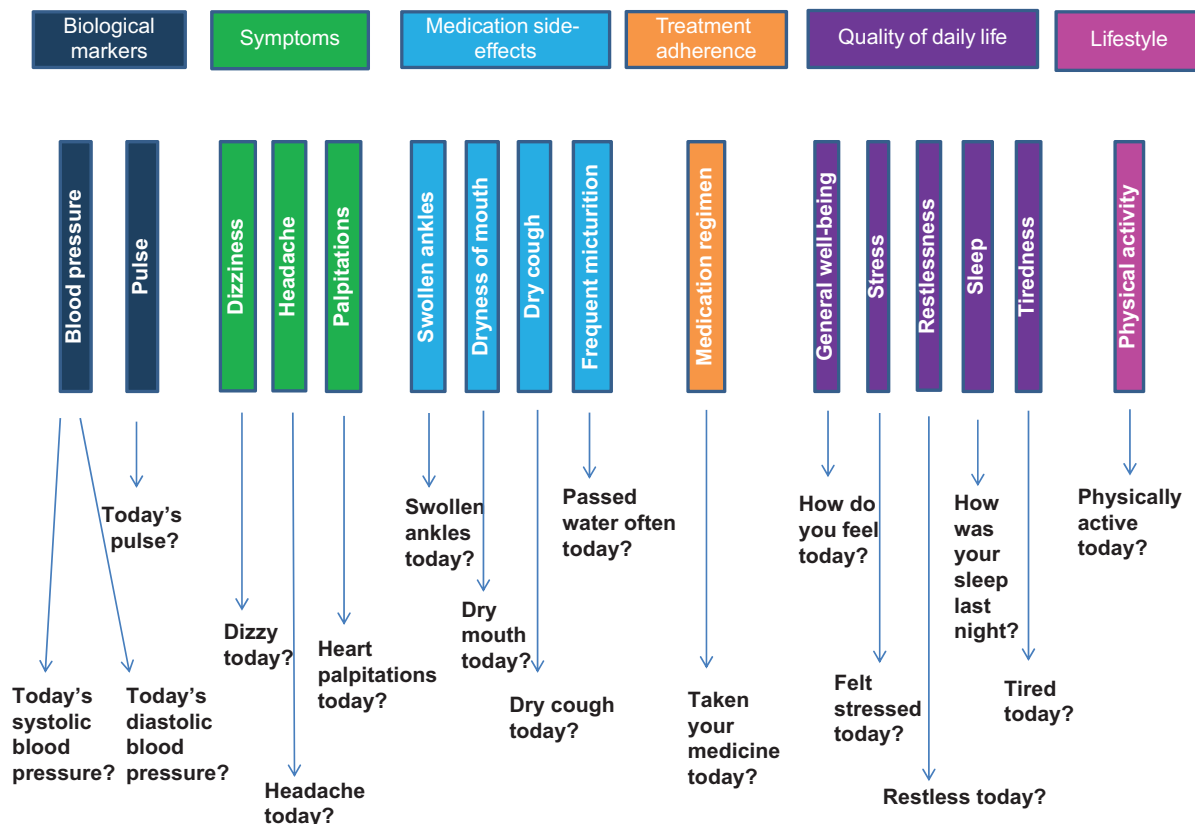 Biological
markers
Symptoms
Medication side-
effects
Treatment
adherence
Quality of daily life
Lifestyle
Blood pressure
Pulse
Dizziness
Headache
Palpitations
Swollen ankles
Dryness of mouth
Dry cough
Frequent micturition
Medication regimen
General well-being
Stress
Restlessness
Sleep
Tiredness
Physical activity
Today's
systolic
blood
pressure?
Today's
diastolic
blood
pressure?
Today's
pulse?
Dizzy
today?
Headache
today?
Heart
palpitations
today?
Swollen
ankles
today?
Dry
mouth
today?
Dry cough
today?
Passed
water often
today?
Taken
your
medicine
today?
How do
you feel
today?
Felt
stressed
today?
Restless today?
How
was
your
sleep
last
night?
Tired
today?
Physically
active
today?